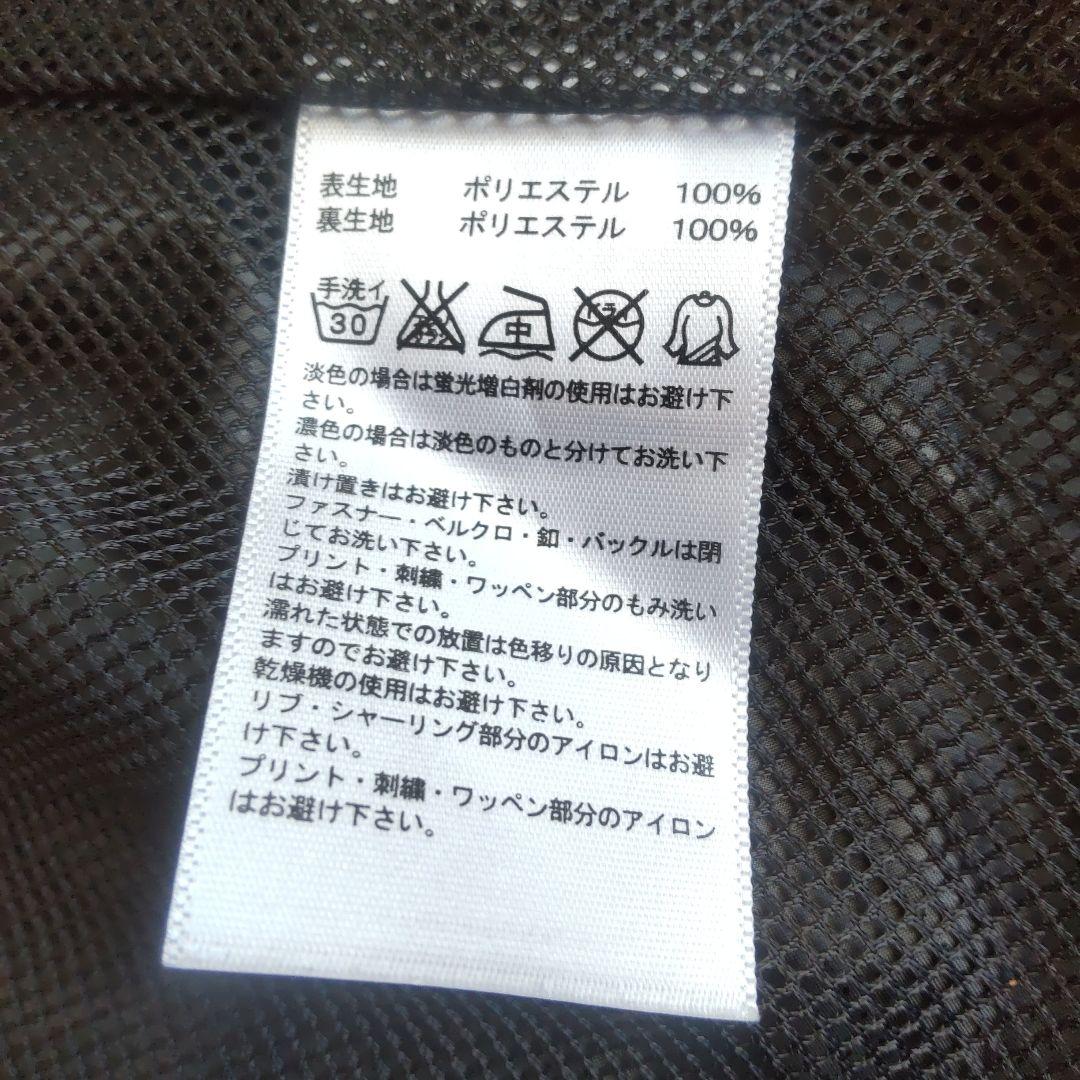 表生地 ポリエステル 100%
裏生地 ポリエステル 100%
手洗イ
30
中
ドライ
淡色の場合は蛍光増白剤の使用はお避け下
さい。
濃色の場合は淡色のものと分けてお洗い下
さい。
漬け置きはお避け下さい。
ファスナー・ベルクロ・釦・バックルは閉
じてお洗い下さい。
プリント・刺繍・ワッペン部分のもみ洗い
はお避け下さい。
濡れた状態での放置は色移りの原因となり
ますのでお避け下さい。
乾燥機の使用はお避け下さい。
リブ・シャーリング部分のアイロンはお避
け下さい。
プリント・刺繍・ワッペン部分のアイロン
はお避け下さい。